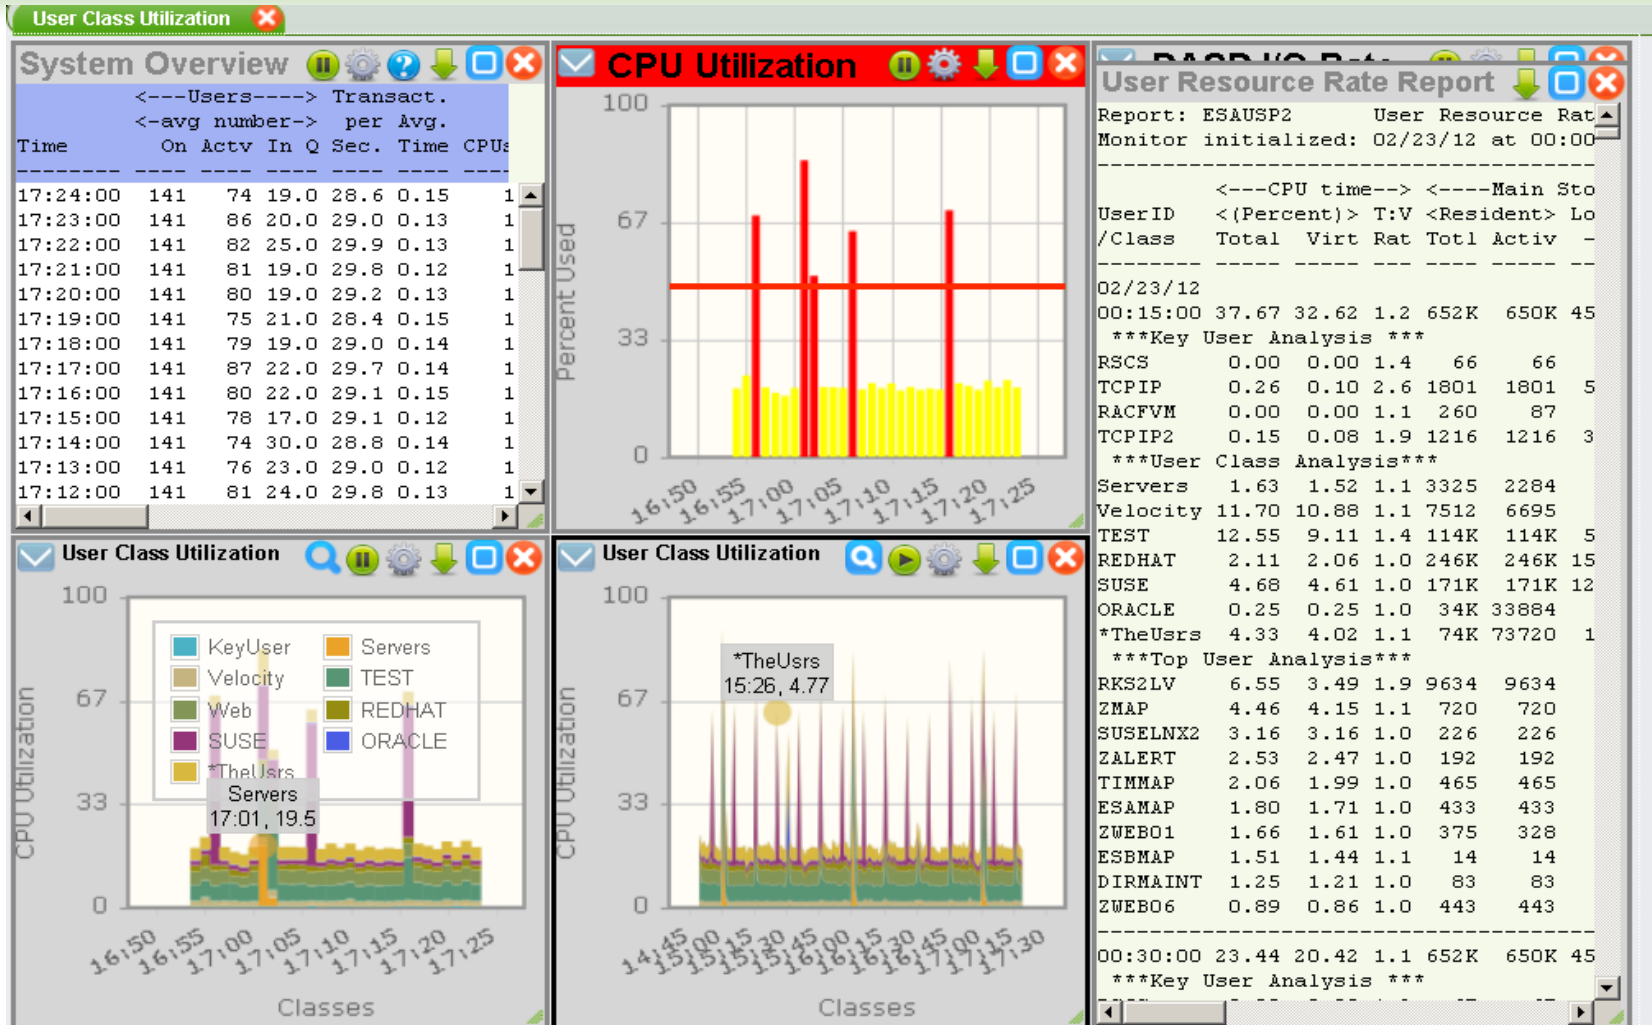 User Class Utilization
System Overview
<---Users----> Transact.
<-avg number-> per Avg.
Time On Actv In Q Sec. Time CPUs
-------- ---- ---- ---- ---- ---- ----
17:24:00 141 74 19.0 28.6 0.15 1
17:23:00 141 86 20.0 29.0 0.13 1
17:22:00 141 82 25.0 29.9 0.13 1
17:21:00 141 81 19.0 29.8 0.12 1
17:20:00 141 80 19.0 29.2 0.13 1
17:19:00 141 75 21.0 28.4 0.15 1
17:18:00 141 79 19.0 29.0 0.14 1
17:17:00 141 87 22.0 29.7 0.14 1
17:16:00 141 80 22.0 29.1 0.15 1
17:15:00 141 78 17.0 29.1 0.12 1
17:14:00 141 74 30.0 28.8 0.14 1
17:13:00 141 76 23.0 29.0 0.12 1
17:12:00 141 81 24.0 29.8 0.13 1
CPU Utilization
Percent Used
100
67
33
0
16:50 16:55 17:00 17:05 17:10 17:15 17:20 17:25
User Class Utilization
CPU Utilization
100
67
33
0
KeyUser Servers
Velocity TEST
Web REDHAT
SUSE ORACLE
*TheUsrs
Servers
17:01, 19.5
16:50 16:55 17:00 17:05 17:10 17:15 17:20 17:25
Classes
User Class Utilization
CPU Utilization
100
67
33
0
*TheUsrs
15:26, 4.77
14:45 15:00 15:15 15:30 15:45 16:00 16:15 16:30 16:45 17:00 17:15 17:30
Classes
User Resource Rate Report
Report: ESAUSP2 User Resource Rat
Monitor initialized: 02/23/12 at 00:00
--------------------------------------
<---CPU time--> <----Main Sto
UserID <(Percent)> T:V <Resident> Lo
/Class Total Virt Rat Totl Activ -
-------- ----- ----- --- ---- ----- --
02/23/12
00:15:00 37.67 32.62 1.2 652K 650K 45
***Key User Analysis ***
RSCS 0.00 0.00 1.4 66 66
TCPIP 0.26 0.10 2.6 1801 1801 5
RACFVM 0.00 0.00 1.1 260 87
TCPIP2 0.15 0.08 1.9 1216 1216 3
***User Class Analysis***
Servers 1.63 1.52 1.1 3325 2284
Velocity 11.70 10.88 1.1 7512 6695
TEST 12.55 9.11 1.4 114K 114K 5
REDHAT 2.11 2.06 1.0 246K 246K 15
SUSE 4.68 4.61 1.0 171K 171K 12
ORACLE 0.25 0.25 1.0 34K 33884
*TheUsrs 4.33 4.02 1.1 74K 73720 1
***Top User Analysis***
RKS2LV 6.55 3.49 1.9 9634 9634
ZMAP 4.46 4.15 1.1 720 720
SUSELNX2 3.16 3.16 1.0 226 226
ZALERT 2.53 2.47 1.0 192 192
TIMMAP 2.06 1.99 1.0 465 465
ESAMAP 1.80 1.71 1.0 433 433
ZWEB01 1.66 1.61 1.0 375 328
ESBMAP 1.51 1.44 1.1 14 14
DIRMAINT 1.25 1.21 1.0 83 83
ZWEB06 0.89 0.86 1.0 443 443
--------------------------------------
00:30:00 23.44 20.42 1.1 652K 650K 45
***Key User Analysis ***